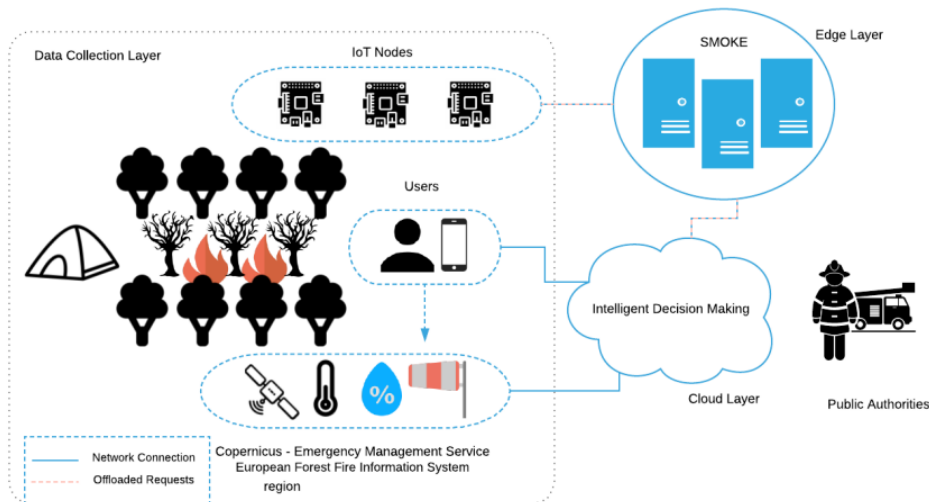 Data Collection Layer
IoT Nodes
SMOKE
Edge Layer
Users
Intelligent Decision Making
Cloud Layer
Public Authorities
%
Copernicus - Emergency Management Service
European Forest Fire Information System
region
Network Connection
Offloaded Requests